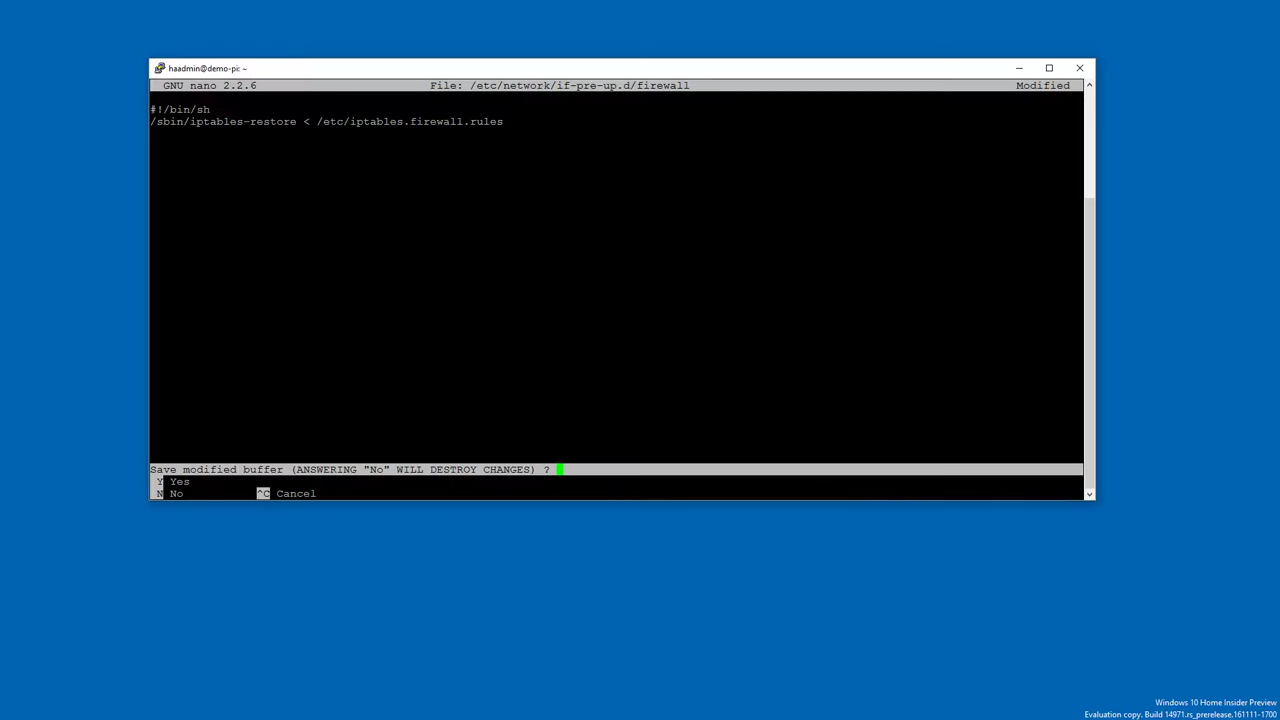 haadmin@demo-pi: ~
GNU nano 2.2.6 File: /etc/network/if-pre-up.d/firewall Modified
#!/bin/sh
/sbin/iptables-restore < /etc/iptables.firewall.rules
Save modified buffer (ANSWERING "No" WILL DESTROY CHANGES) ?
Y Yes
N No ^C Cancel
Windows 10 Home Insider Preview
Evaluation copy. Build 14971.rs_prerelease.161111-1700